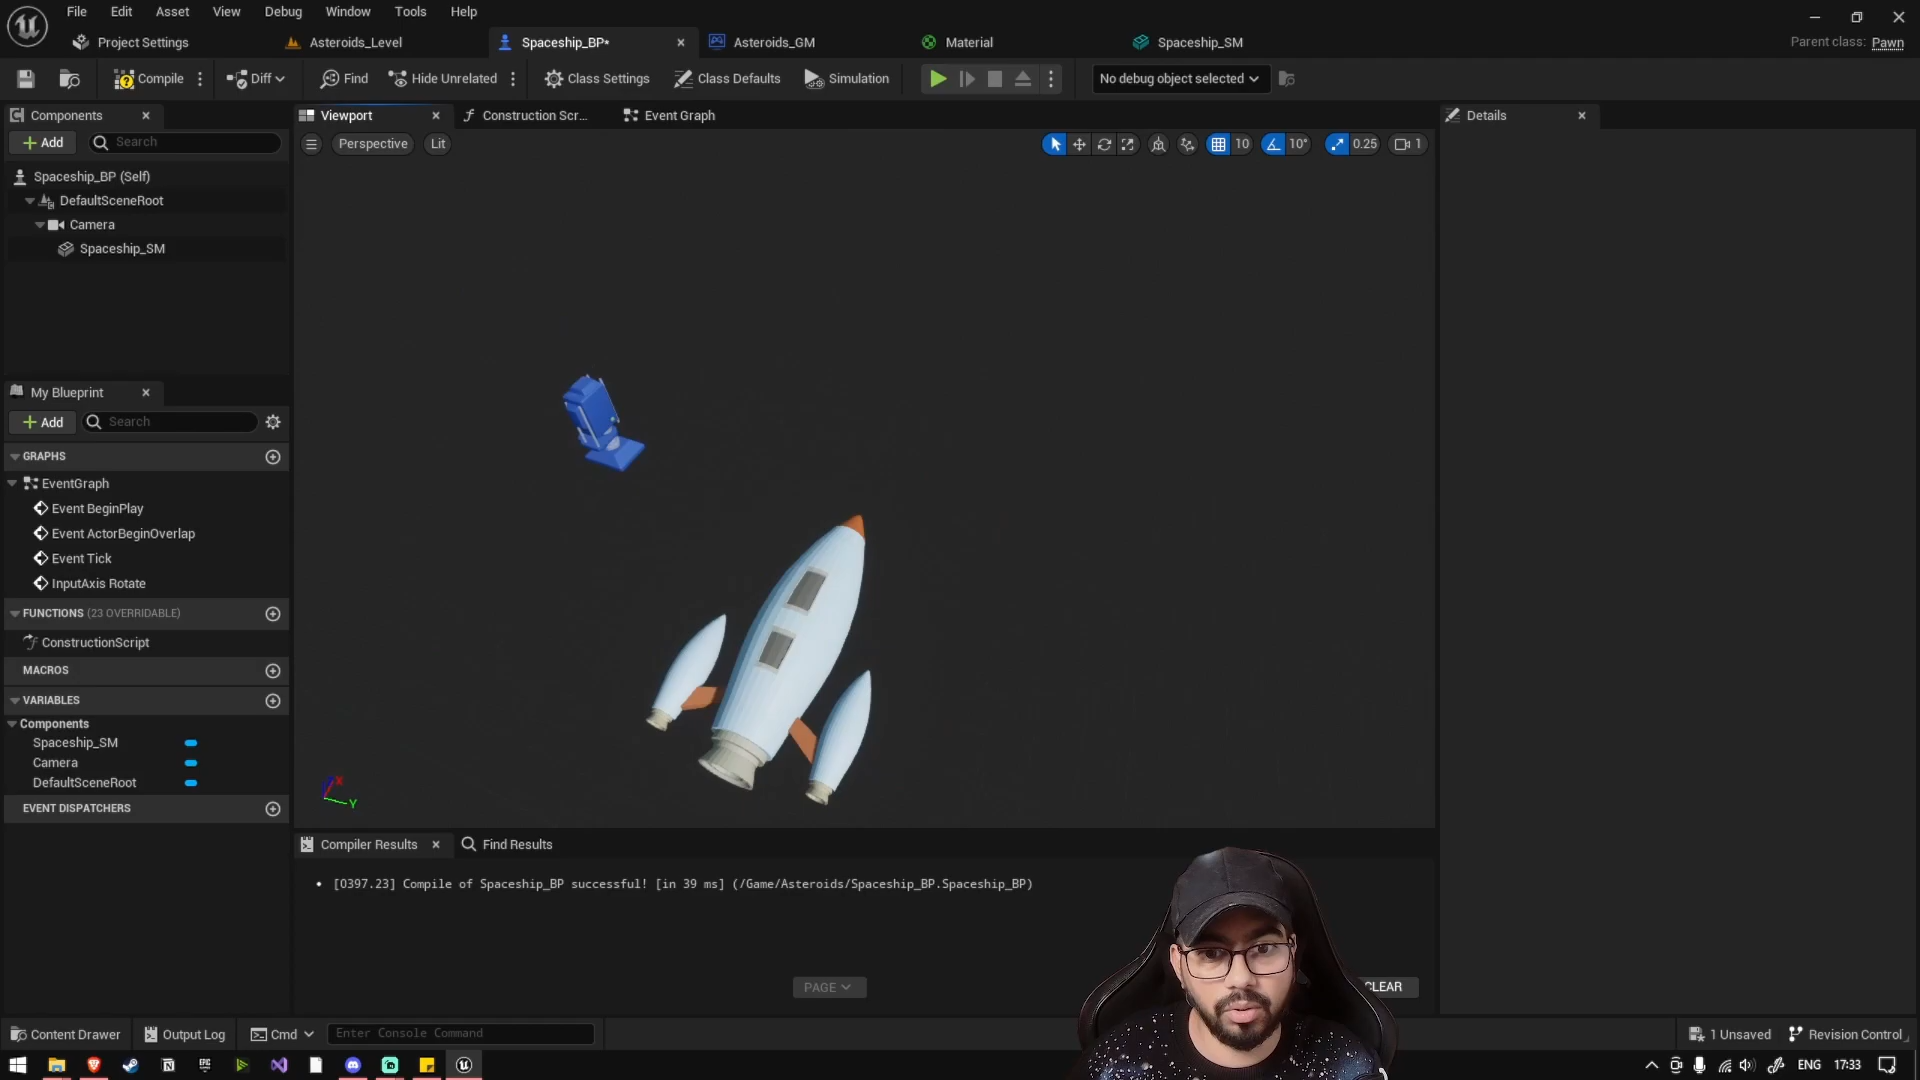 File Edit Asset View Debug Window Tools Help
Project Settings Asteroids_Level Spaceship_BP* Asteroids_GM Material Spaceship_SM Parent class: Pawn
Compile Diff Find Hide Unrelated Class Settings Class Defaults Simulation No debug object selected
Components
Add Search
Spaceship_BP (Self)
DefaultSceneRoot
Camera
Spaceship_SM
My Blueprint
Add Search
GRAPHS
EventGraph
Event BeginPlay
Event ActorBeginOverlap
Event Tick
InputAxis Rotate
FUNCTIONS (23 OVERRIDABLE)
ConstructionScript
MACROS
VARIABLES
Components
Spaceship_SM
Camera
DefaultSceneRoot
EVENT DISPATCHERS
Viewport Construction Scr... Event Graph
Perspective Lit 10 10° 0.25 1
X
Y
Compiler Results Find Results
[0397.23] Compile of Spaceship_BP successful! [in 39 ms] (/Game/Asteroids/Spaceship_BP.Spaceship_BP)
PAGE CLEAR
Details
Content Drawer Output Log Cmd Enter Console Command 1 Unsaved Revision Control
EPIC ENG 17:33